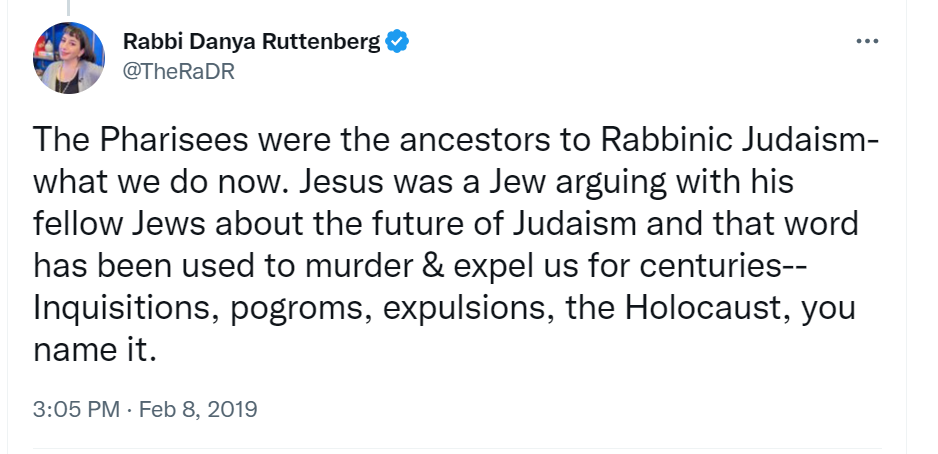 Rabbi Danya Ruttenberg
@TheRaDR
The Pharisees were the ancestors to Rabbinic Judaism-
what we do now. Jesus was a Jew arguing with his
fellow Jews about the future of Judaism and that word
has been used to murder & expel us for centuries--
Inquisitions, pogroms, expulsions, the Holocaust, you
name it.
3:05 PM · Feb 8, 2019